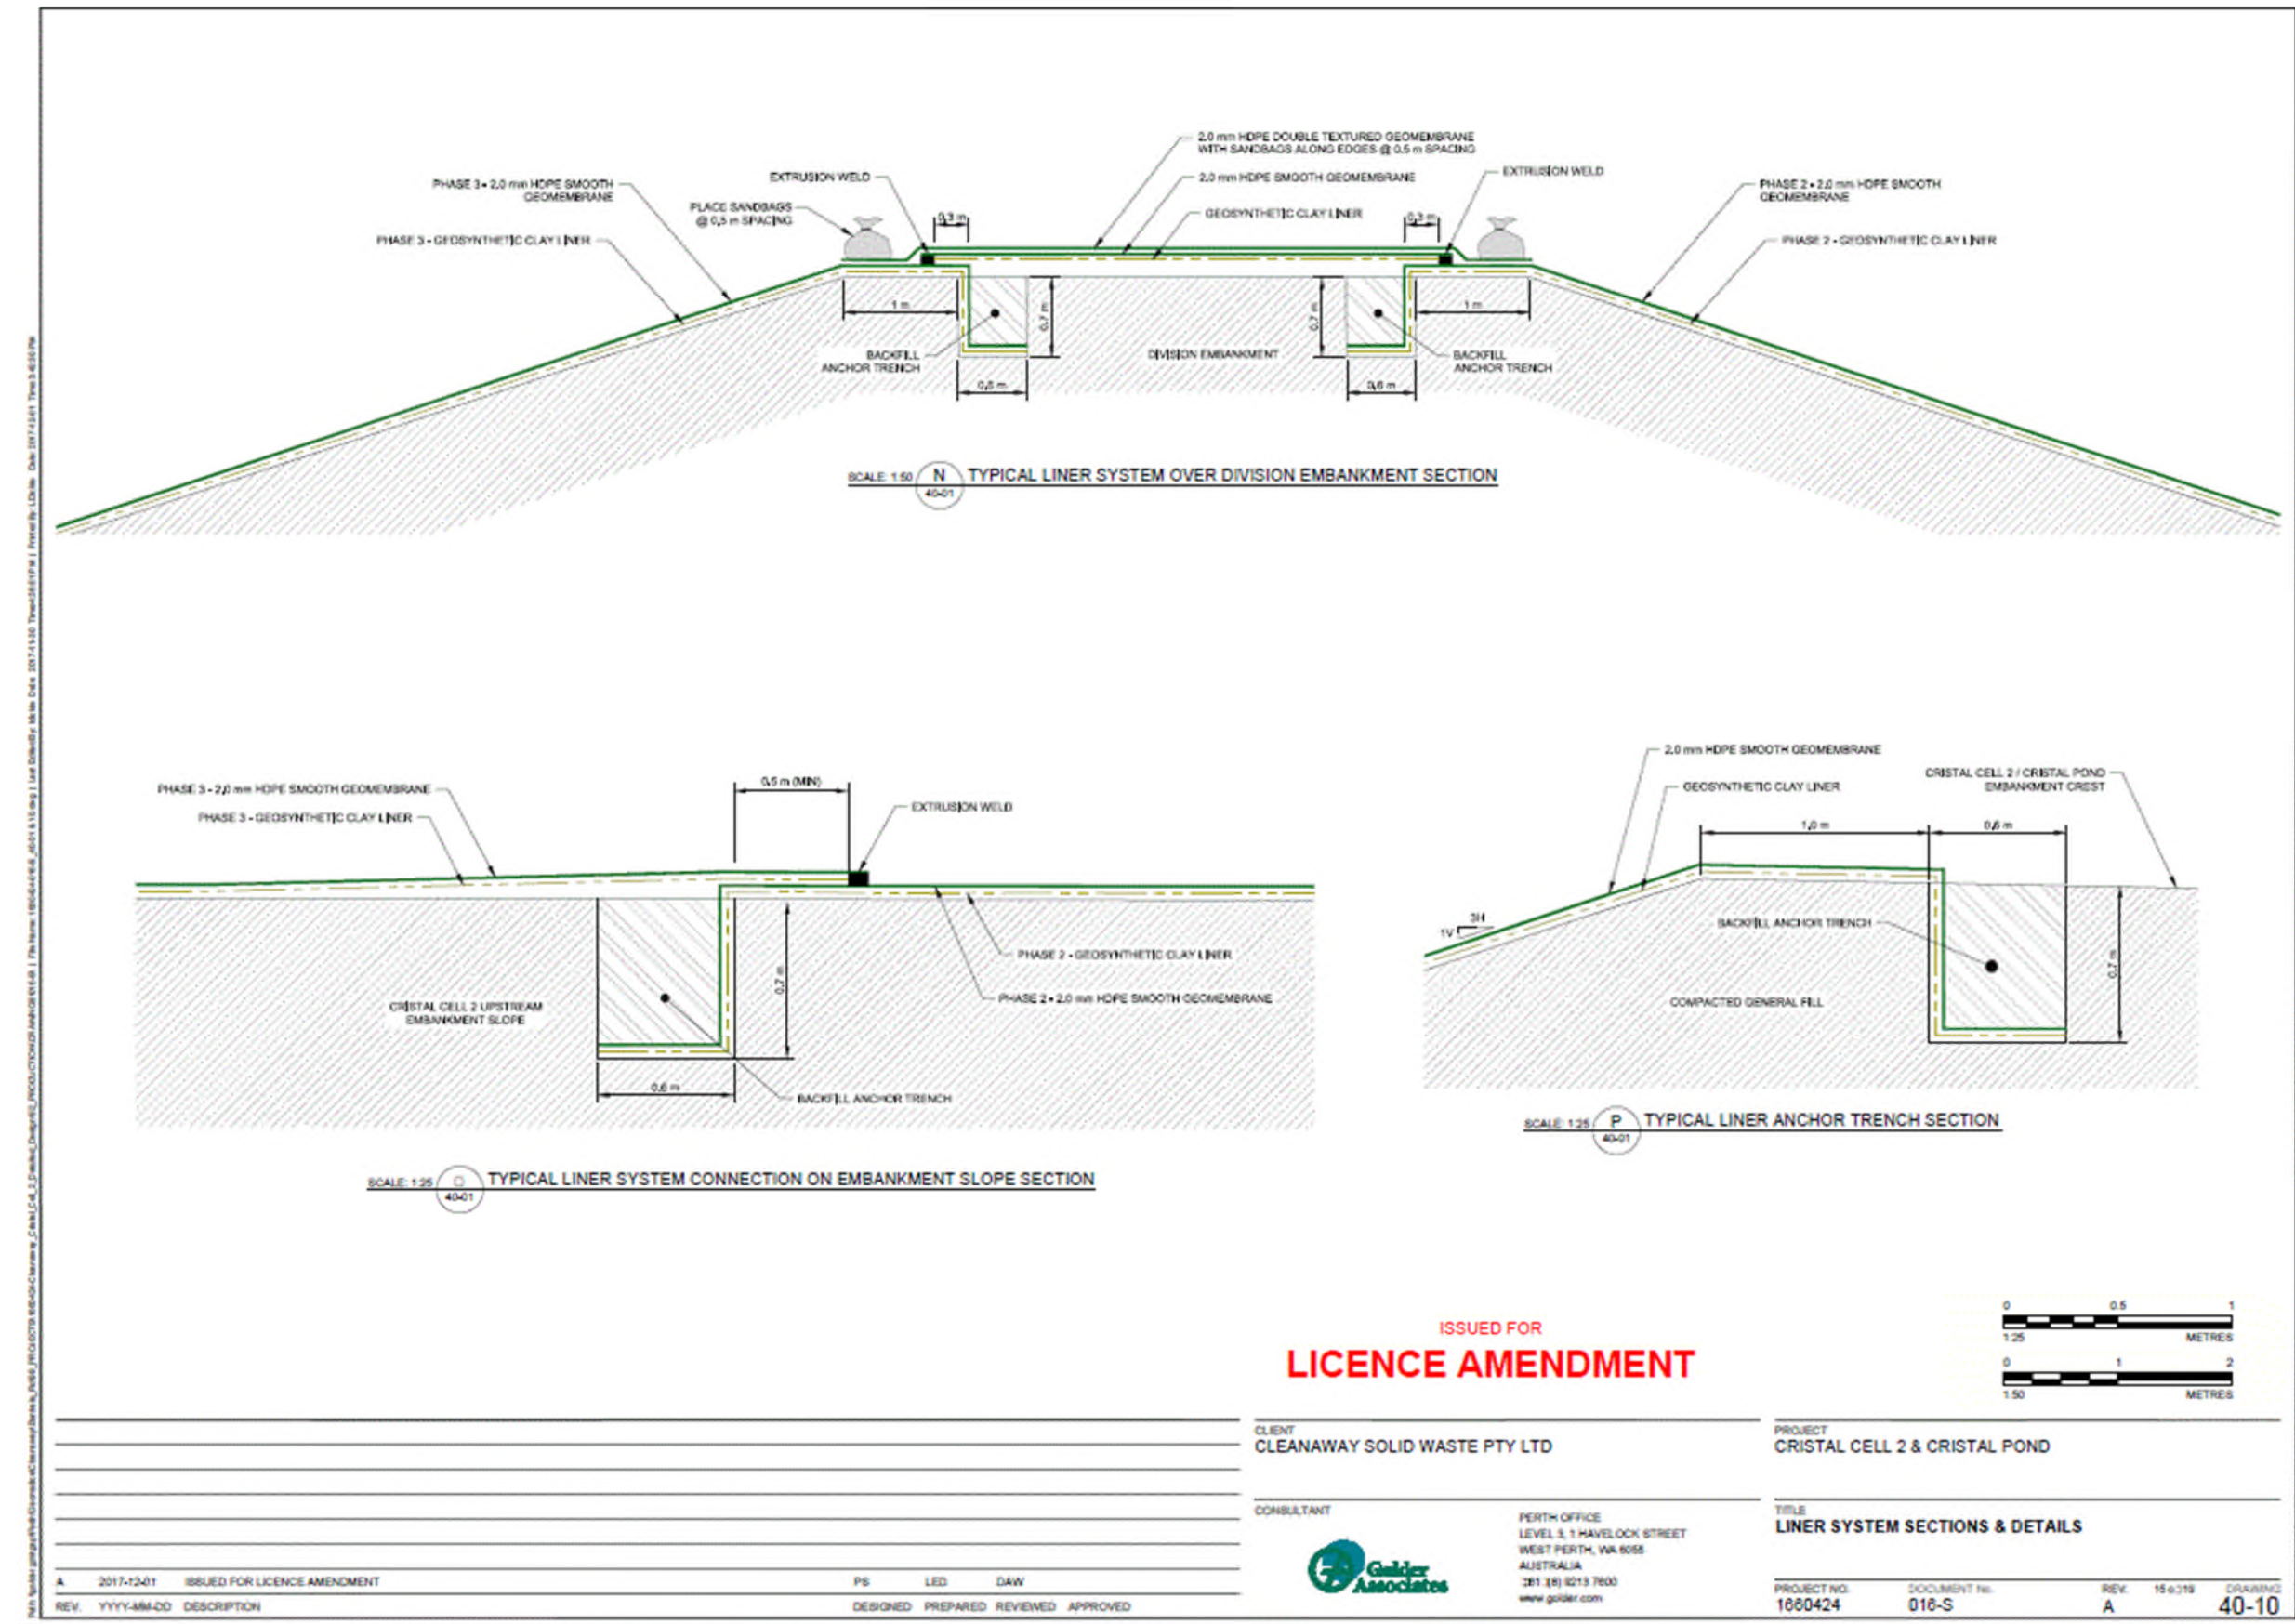 2.0 mm HDPE DOUBLE TEXTURED GEOMEMBRANE
WITH SANDBAGS ALONG EDGES @ 0.5 m SPACING
EXTRUSION WELD
2.0 mm HDPE SMOOTH GEOMEMBRANE
EXTRUSION WELD
PHASE 3 - 2.0 mm HDPE SMOOTH
GEOMEMBRANE
PHASE 2 - 2.0 mm HDPE SMOOTH
GEOMEMBRANE
PLACE SANDBAGS
@ 0.5 m SPACING
GEOSYNTHETIC CLAY LINER
0.3 m
0.3 m
PHASE 3 - GEOSYNTHETIC CLAY LINER
PHASE 2 - GEOSYNTHETIC CLAY LINER
1 m
0.7 m
0.7 m
1 m
BACKFILL
ANCHOR TRENCH
DIVISION EMBANKMENT
BACKFILL
ANCHOR TRENCH
0.6 m
0.6 m
SCALE: 1:50 N TYPICAL LINER SYSTEM OVER DIVISION EMBANKMENT SECTION
40-01
PHASE 3 - 2.0 mm HDPE SMOOTH GEOMEMBRANE
PHASE 3 - GEOSYNTHETIC CLAY LINER
0.5 m (MIN)
EXTRUSION WELD
PHASE 2 - GEOSYNTHETIC CLAY LINER
PHASE 2 - 2.0 mm HDPE SMOOTH GEOMEMBRANE
0.7 m
CRISTAL CELL 2 UPSTREAM
EMBANKMENT SLOPE
0.6 m
BACKFILL ANCHOR TRENCH
SCALE: 1:25 TYPICAL LINER SYSTEM CONNECTION ON EMBANKMENT SLOPE SECTION
40-01
2.0 mm HDPE SMOOTH GEOMEMBRANE
GEOSYNTHETIC CLAY LINER
CRISTAL CELL 2 / CRISTAL POND
EMBANKMENT CREST
1.0 m
0.6 m
3H
1V
BACKFILL ANCHOR TRENCH
0.7 m
COMPACTED GENERAL FILL
SCALE: 1:25 P TYPICAL LINER ANCHOR TRENCH SECTION
40-01
ISSUED FOR
LICENCE AMENDMENT
0 0.5 1
1:25 METRES
0 1 2
1:50 METRES
CLIENT
CLEANAWAY SOLID WASTE PTY LTD
PROJECT
CRISTAL CELL 2 & CRISTAL POND
CONSULTANT
Golder
Associates
PERTH OFFICE
LEVEL 3, 1 HAVELOCK STREET
WEST PERTH, WA 6055
AUSTRALIA
[61] (8) 9213 7600
www.golder.com
TITLE
LINER SYSTEM SECTIONS & DETAILS
A 2017-12-01 ISSUED FOR LICENCE AMENDMENT PS LED DAW
REV. YYYY-MM-DD DESCRIPTION DESIGNED PREPARED REVIEWED APPROVED
PROJECT NO. DOCUMENT No. REV. DRAWING
1660424 016-S A 40-10